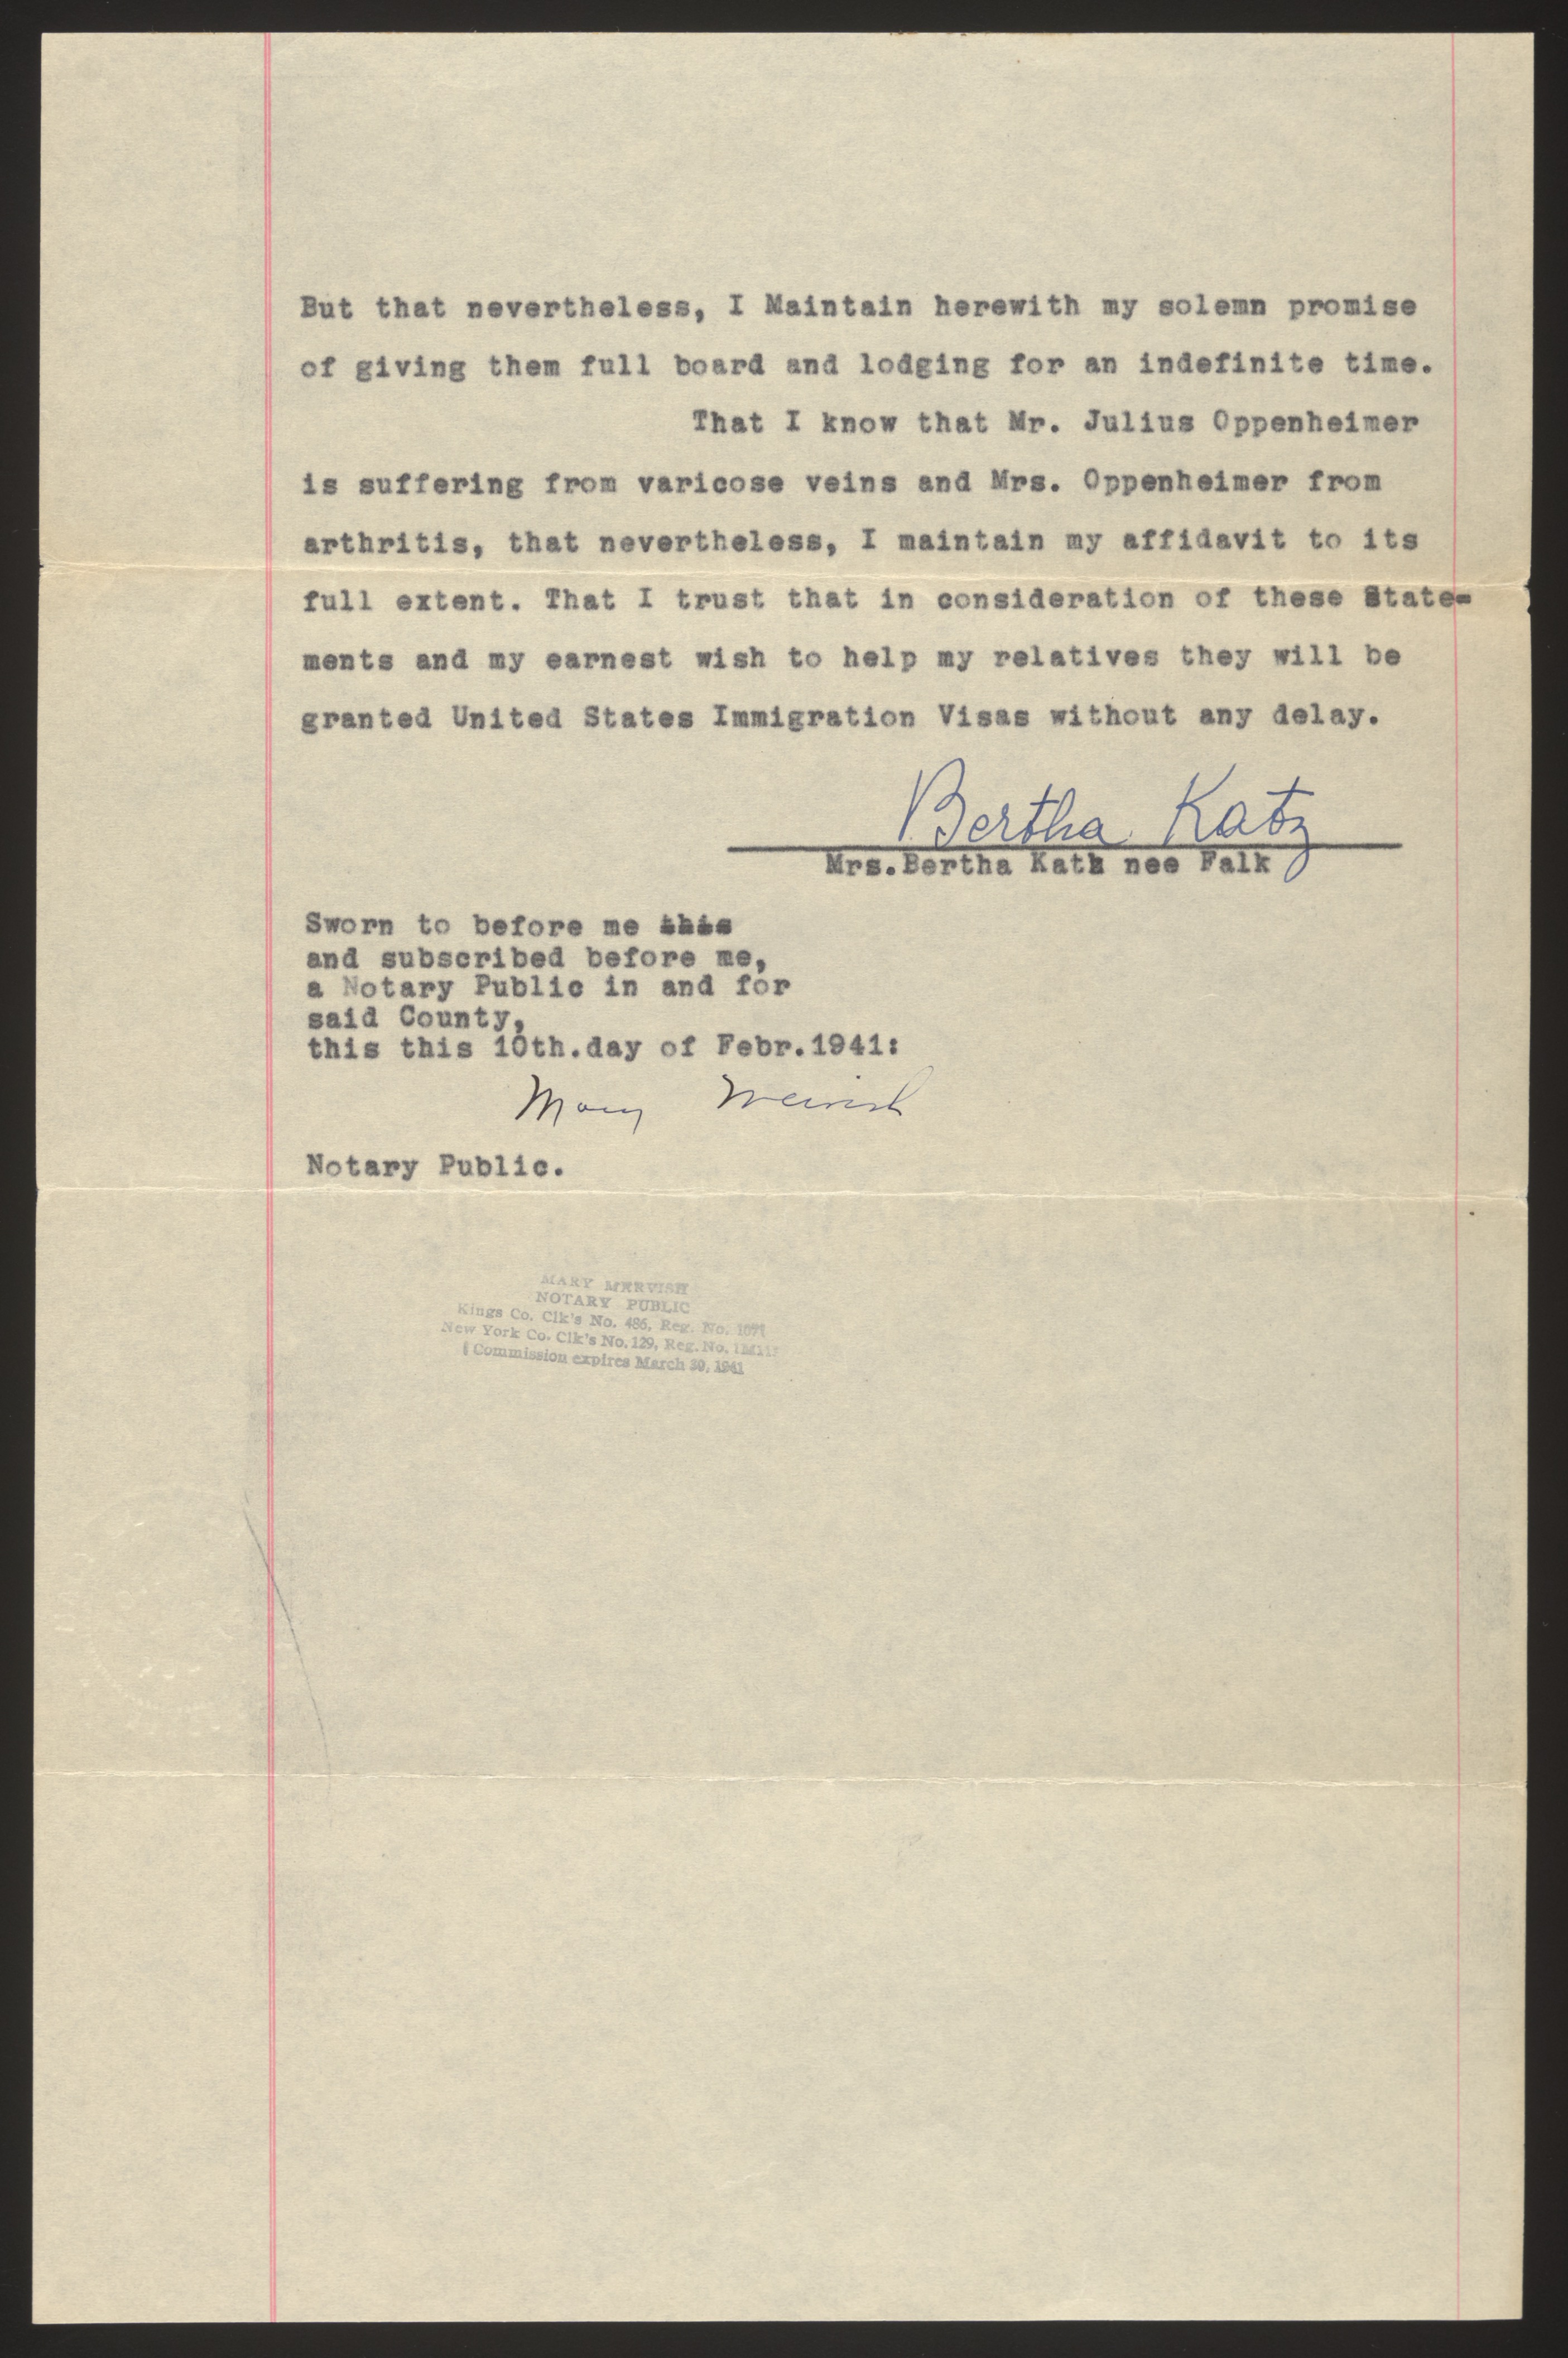 But that nevertheless, I Maintain herewith my solemn promise
of giving them full board and lodging for an indefinite time.
That I know that Mr. Julius Oppenheimer
is suffering from varicose veins and Mrs. Oppenheimer from
arthritis, that nevertheless, I maintain my affidavit to its
full extent. That I trust that in consideration of these State-
ments and my earnest wish to help my relatives they will be
granted United States Immigration Visas without any delay.
Bertha Katz
Mrs.Bertha Katz nee Falk
Sworn to before me this
and subscribed before me,
a Notary Public in and for
said County,
this this 10th.day of Febr.1941:
Mary Mervish
Notary Public.
MARY MERVISH
NOTARY PUBLIC
Kings Co. Clk's No. 486, Reg. No. 1071
New York Co. Clk's No. 129, Reg. No.
Commission expires March 30, 1941